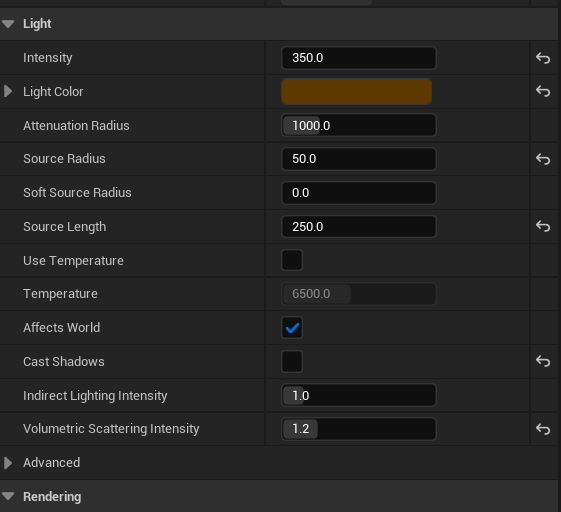 Light
Intensity 350.0
Light Color
Attenuation Radius 1000.0
Source Radius 50.0
Soft Source Radius 0.0
Source Length 250.0
Use Temperature
Temperature 6500.0
Affects World
Cast Shadows
Indirect Lighting Intensity 1.0
Volumetric Scattering Intensity 1.2
Advanced
Rendering